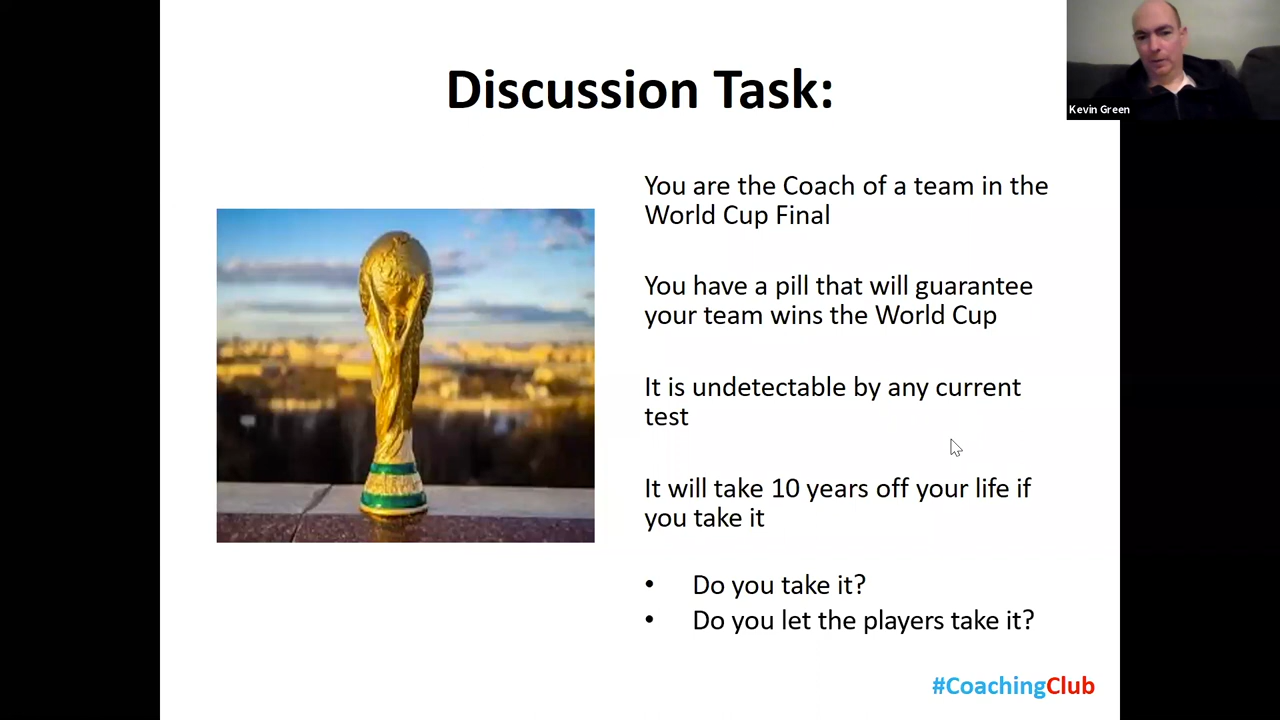 Discussion Task:
Kevin Green
You are the Coach of a team in the
World Cup Final
You have a pill that will guarantee
your team wins the World Cup
It is undetectable by any current
test
It will take 10 years off your life if
you take it
• Do you take it?
• Do you let the players take it?
#CoachingClub